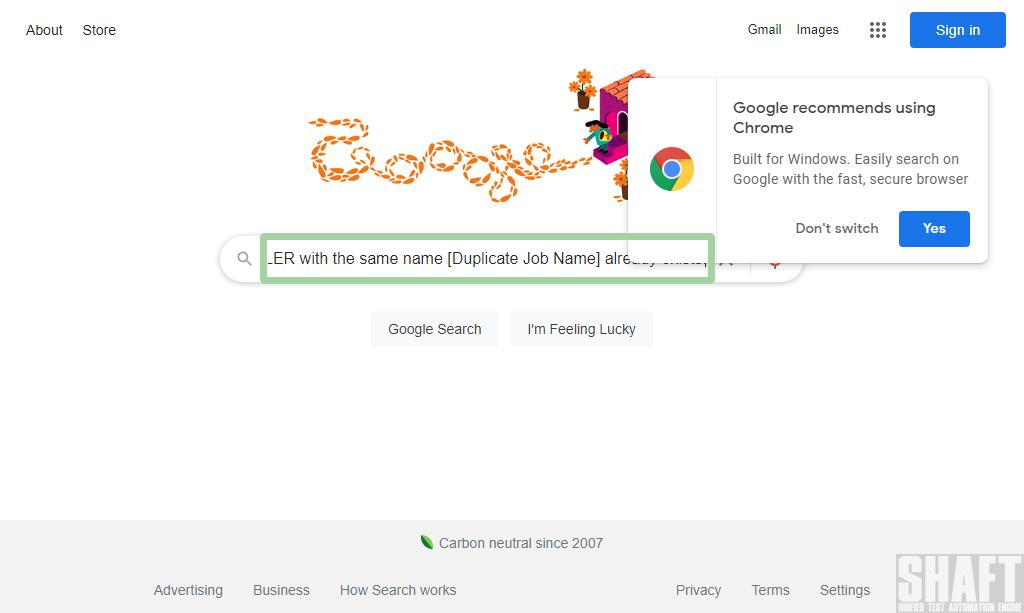 About Store
Gmail Images
Sign in
Google
Google recommends using
Chrome
Built for Windows. Easily search on
Google with the fast, secure browser
Don't switch Yes
LER with the same name [Duplicate Job Name] already exists
Google Search I'm Feeling Lucky
Carbon neutral since 2007
Advertising Business How Search works
Privacy Terms Settings
SHAFT
UNIFIED TEST AUTOMATION ENGINE